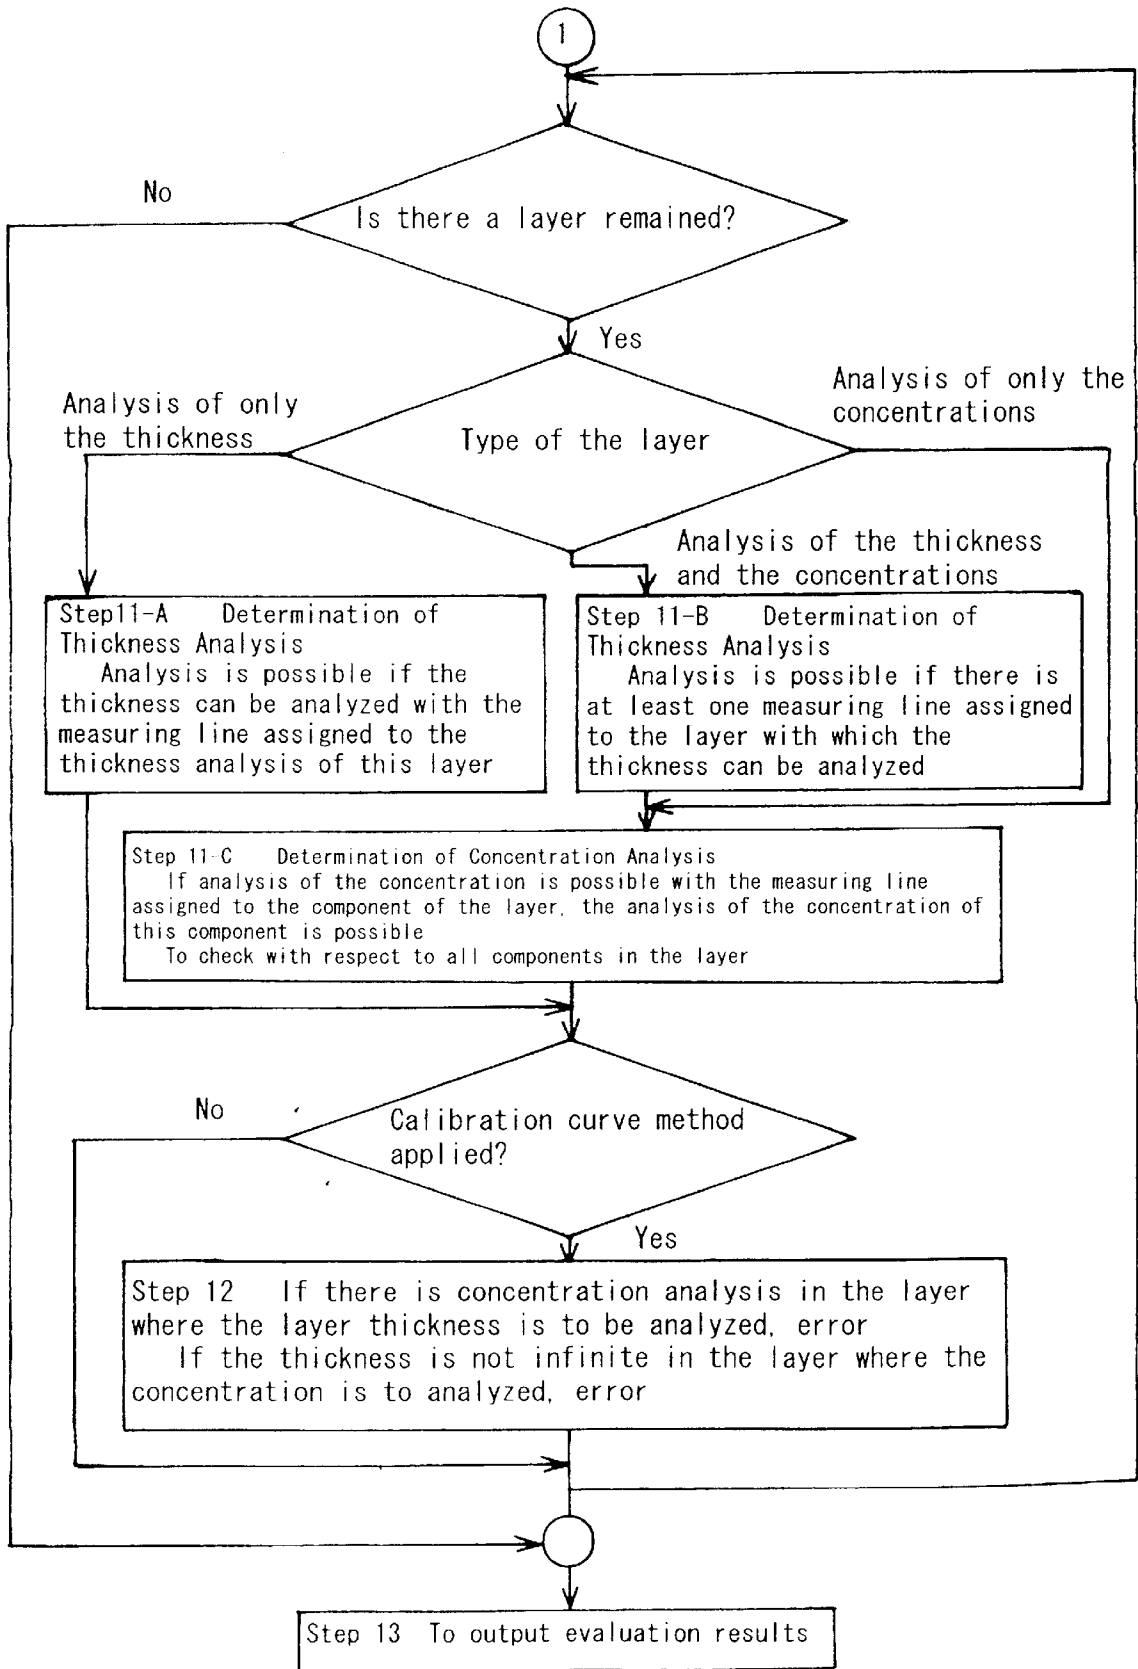 1
No
Is there a layer remained?
Yes
Analysis of only
the thickness
Type of the layer
Analysis of only the
concentrations
Analysis of the thickness
and the concentrations
Step11-A Determination of
Thickness Analysis
Analysis is possible if the
thickness can be analyzed with the
measuring line assigned to the
thickness analysis of this layer
Step 11-B Determination of
Thickness Analysis
Analysis is possible if there is
at least one measuring line assigned
to the layer with which the
thickness can be analyzed
Step 11-C Determination of Concentration Analysis
If analysis of the concentration is possible with the measuring line
assigned to the component of the layer, the analysis of the concentration of
this component is possible
To check with respect to all components in the layer
No
Calibration curve method
applied?
Yes
Step 12 If there is concentration analysis in the layer
where the layer thickness is to be analyzed, error
If the thickness is not infinite in the layer where the
concentration is to analyzed, error
Step 13 To output evaluation results